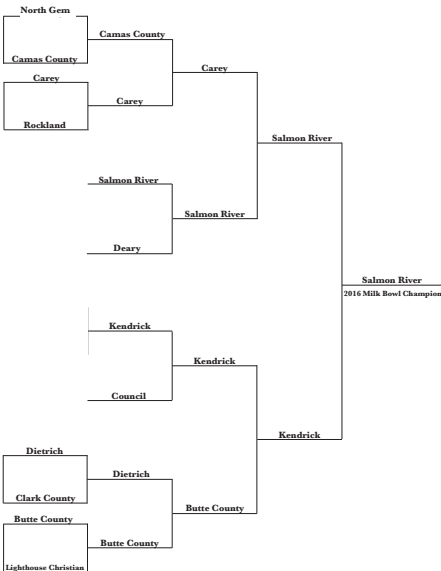 North Gem
Camas County
Camas County
Carey
Carey
Carey
Rockland
Salmon River
Salmon River
Salmon River
Deary
Salmon River
2016 Milk Bowl Champion
Kendrick
Kendrick
Council
Kendrick
Dietrich
Dietrich
Clark County
Butte County
Butte County
Butte County
Lighthouse Christian